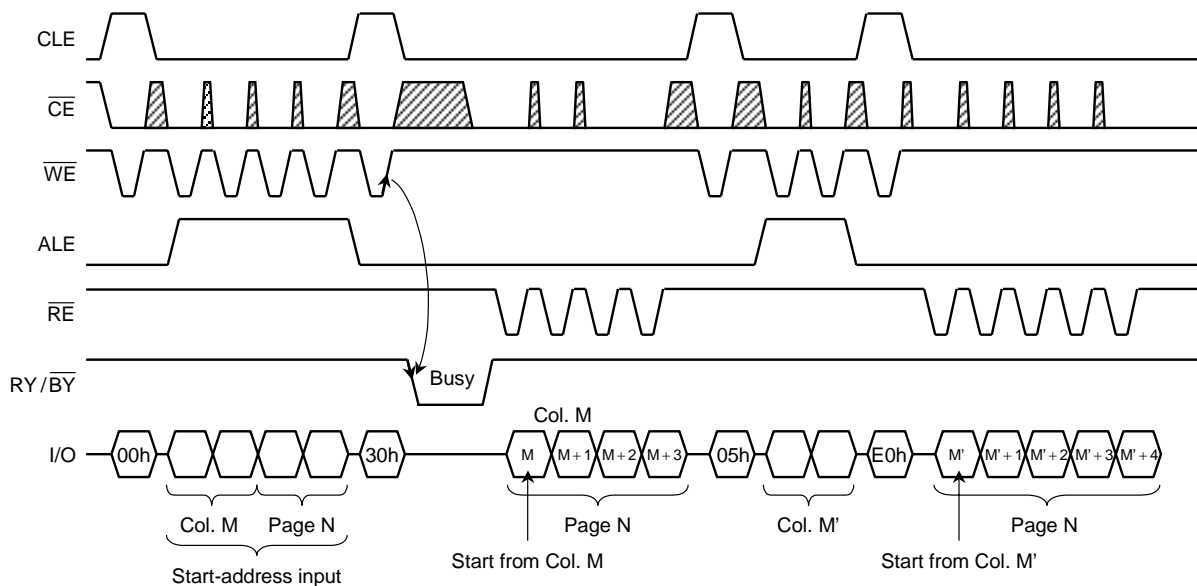 CLE
CE
WE
ALE
RE
RY/BY
Busy
Col. M
I/O
00h
30h
M
M + 1
M + 2
M + 3
05h
E0h
M'
M' + 1
M' + 2
M' + 3
M' + 4
Col. M
Page N
Page N
Col. M'
Page N
Start from Col. M
Start from Col. M'
Start-address input